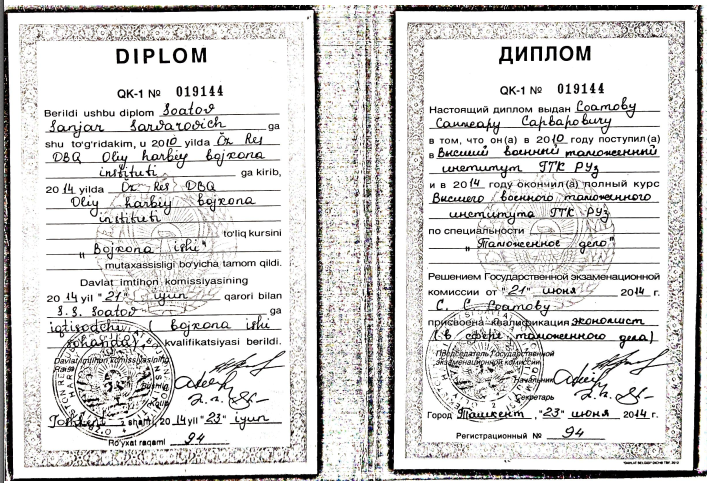 DIPLOM
QK-1 № 019144
Berildi ushbu diplom Soatov
Sanjar Sarvarovich ga
shu to'g'ridakim, u 2010 yilda Oʻz Res
DBQ Oliy harbiy bojxona
instituti ga kirib,
2014 yilda Oʻz Res DBQ
Oliy harbiy bojxona
instituti
to'liq kursini
"Bojxona ishi"
mutaxassisligi bo'yicha tamom qildi.
Davlat imtihon komissiyasining
2014 yil "21" iyun qarori bilan
S.S. Soatov ga
iqtisodchi (bojxona ishi
sohasida) kvalifikatsiyasi berildi.
Davlat imtihon komissiyasining
Raisi
Toshkent shahri, 2014 yil "23" iyun
Ro'yxat raqami 94
ДИПЛОМ
QK-1 № 019144
Настоящий диплом выдан Соатову
Санжару Сарваровичу
в том, что он(а) в 2010 году поступил(а)
в Высший военный таможенный
институт ГТК РУз
и в 2014 году окончил(а) полный курс
Высшего военного таможенного
института ГТК РУз
по специальности
"Таможенное дело"
Решением Государственной экзаменационной
комиссии от "21" июня 2014 г.
С. С. Соатову
присвоена квалификация экономист
(в сфере таможенного дела)
Председатель Государственной
экзаменационной комиссии
Начальник
Секретарь
Город Ташкент, "23" июня 2014 г.
Регистрационный № 94